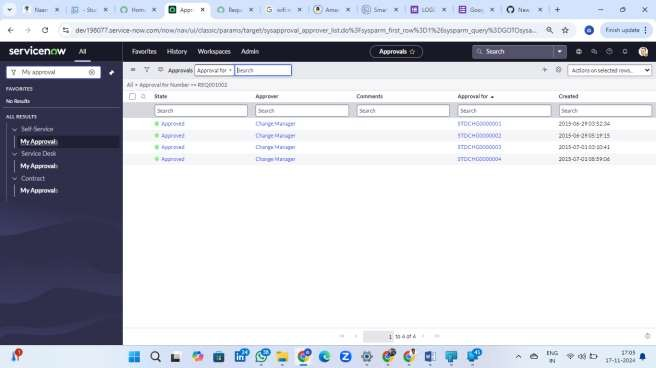 Naan
- Stud
Hom
Appro
Reque
wifi v
Amaz
Smar
LOGI
Goog
New
dev198077.service-now.com/now/nav/ui/classic/params/target/sysapproval_approver_list.do%3Fsysparm_first_row%3D1%26sysparm_query%3DGOTOsysa...
Finish update
servicenow
All
Favorites
History
Workspaces
Admin
Approvals
Search
My approval
Approvals
Approval for
Search
Actions on selected rows...
FAVORITES
No Results
ALL RESULTS
Self-Service
My Approvals
Service Desk
My Approvals
Contract
My Approvals
All > Approval for Number >= REQ001002
State
Approver
Comments
Approval for
Created
Search
Search
Search
Search
Search
Approved
Change Manager
STDCHG0000001
2015-06-29 03:52:34
Approved
Change Manager
STDCHG0000002
2015-06-29 05:19:15
Approved
Change Manager
STDCHG0000003
2015-07-01 03:10:41
Approved
Change Manager
STDCHG0000004
2015-07-01 08:59:06
1 to 4 of 4
ENG
IN
17:05
17-11-2024